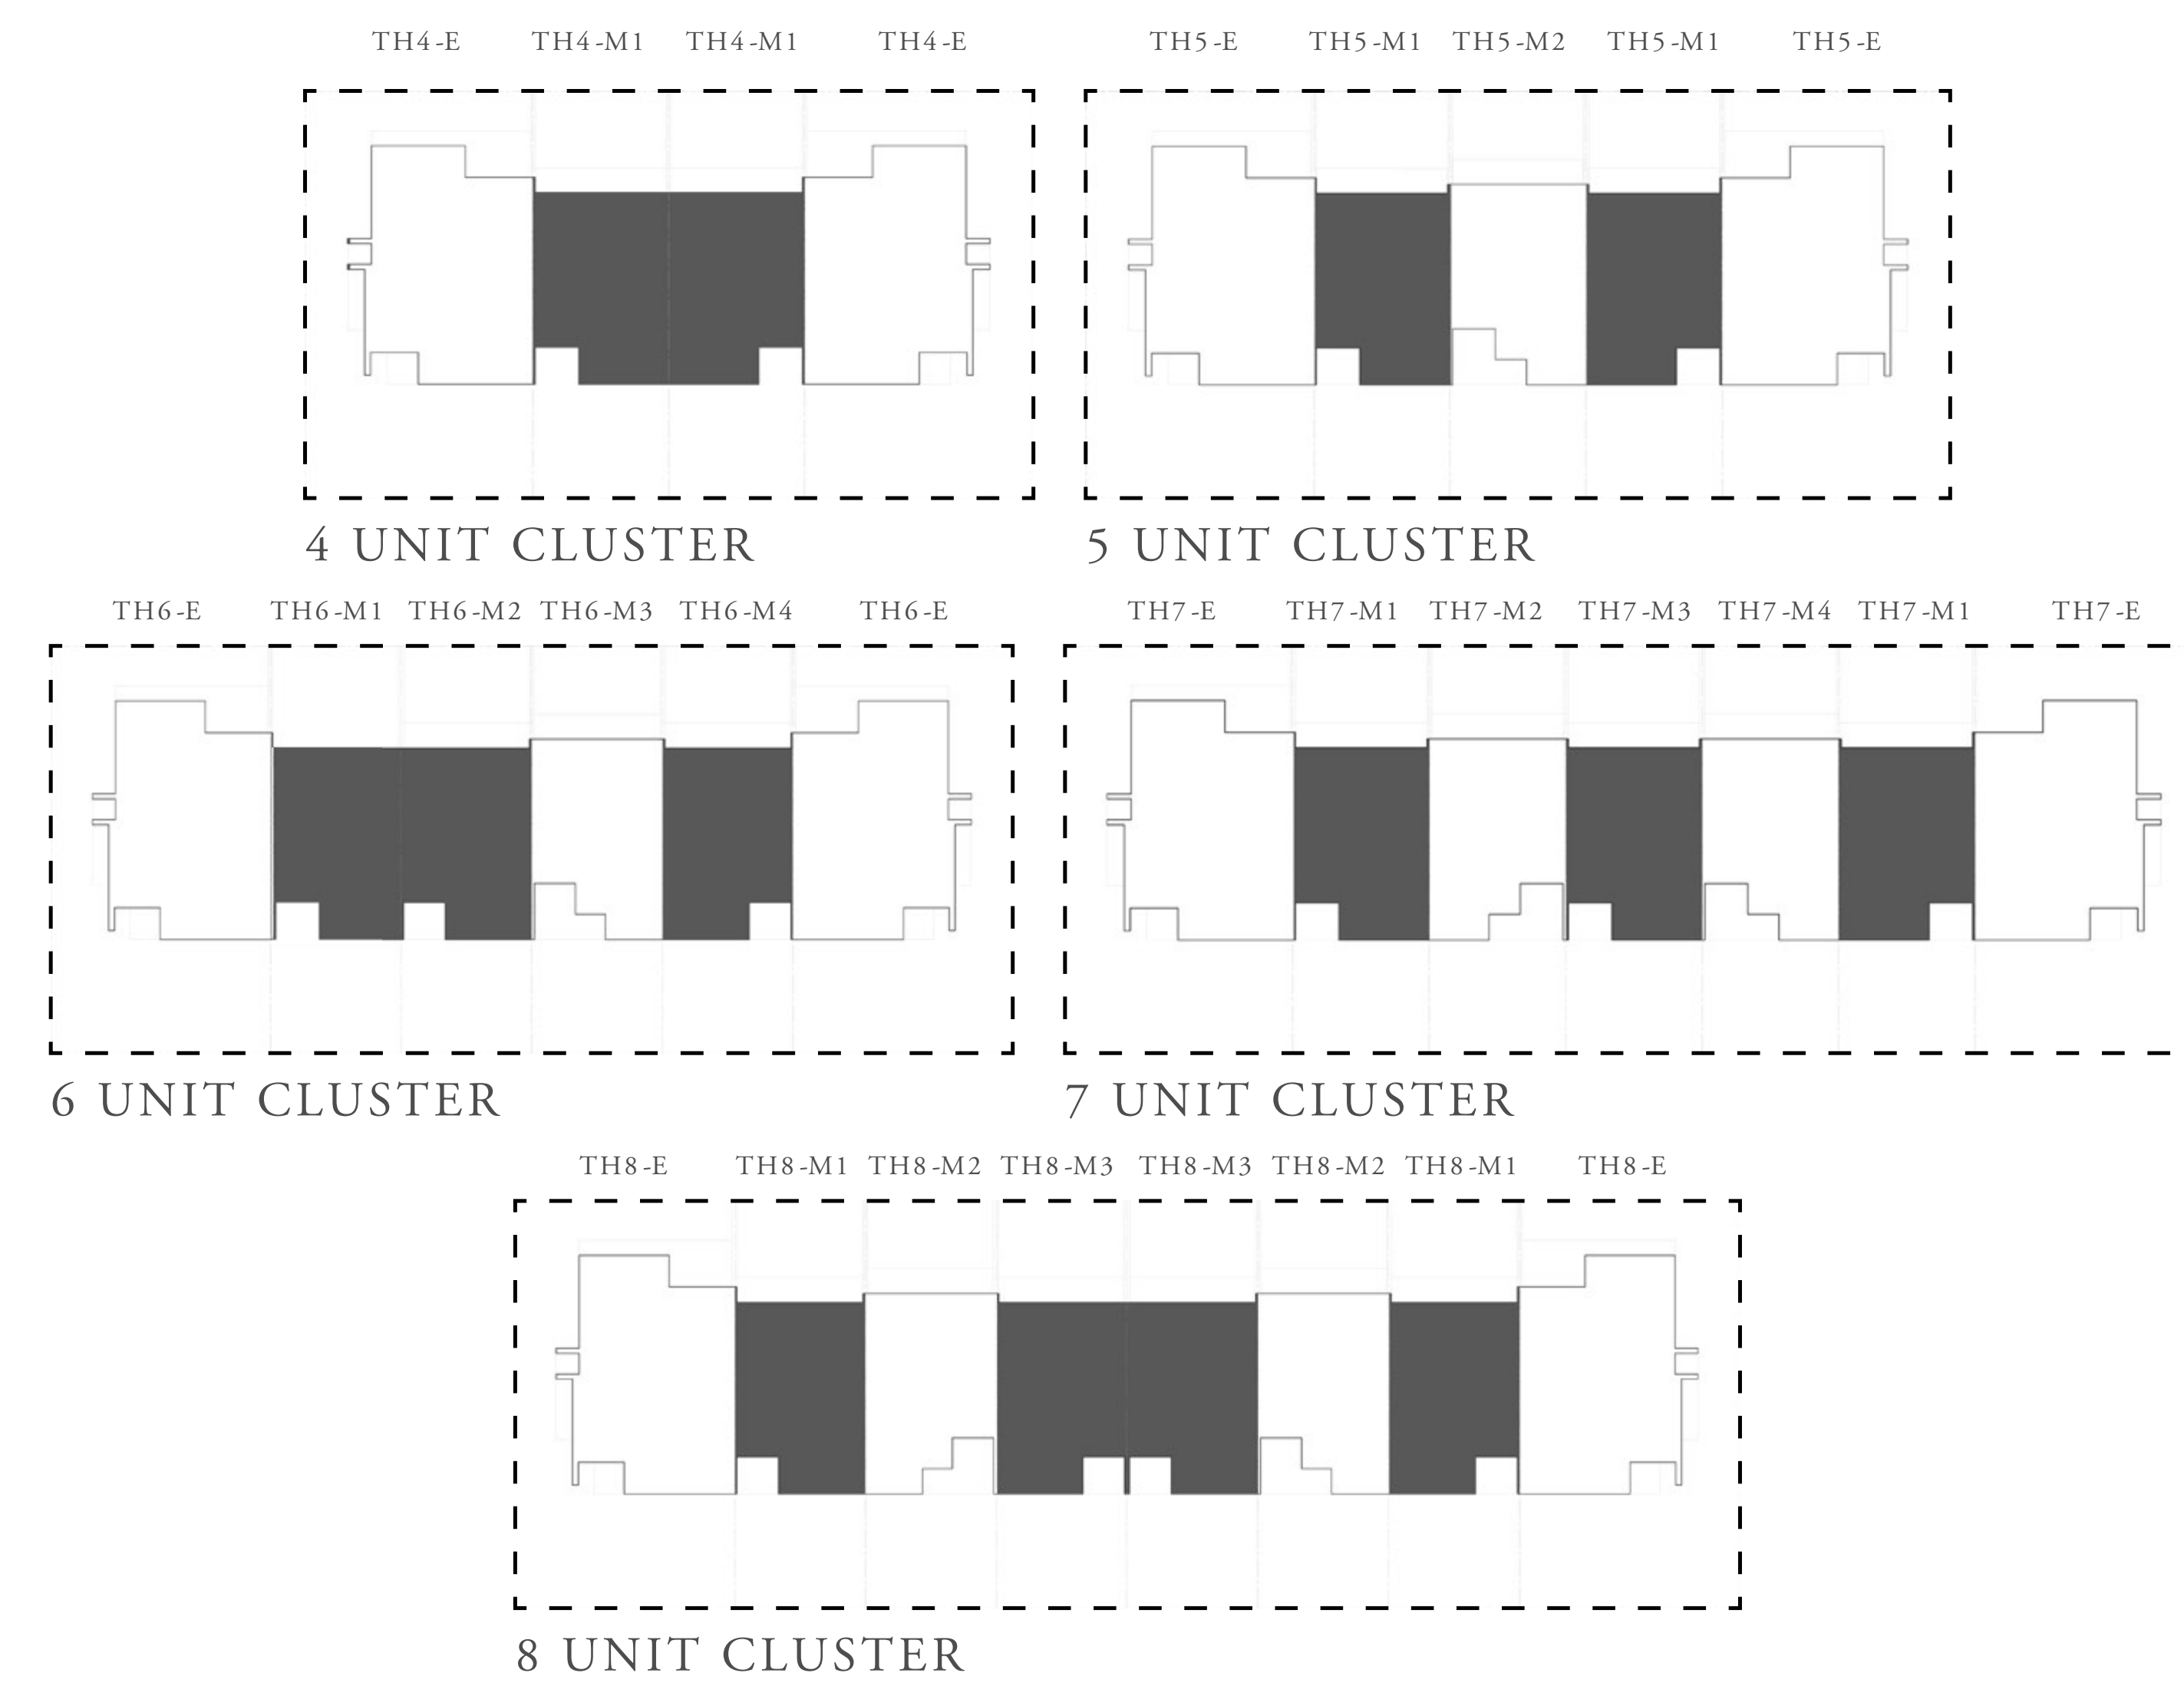 TH4-E TH4-M1 TH4-M1 TH4-E
TH5-E TH5-M1 TH5-M2 TH5-M1 TH5-E
4 UNIT CLUSTER
5 UNIT CLUSTER
TH6-E TH6-M1 TH6-M2 TH6-M3 TH6-M4 TH6-E
TH7-E TH7-M1 TH7-M2 TH7-M3 TH7-M4 TH7-M1 TH7-E
6 UNIT CLUSTER
7 UNIT CLUSTER
TH8-E TH8-M1 TH8-M2 TH8-M3 TH8-M3 TH8-M2 TH8-M1 TH8-E
8 UNIT CLUSTER